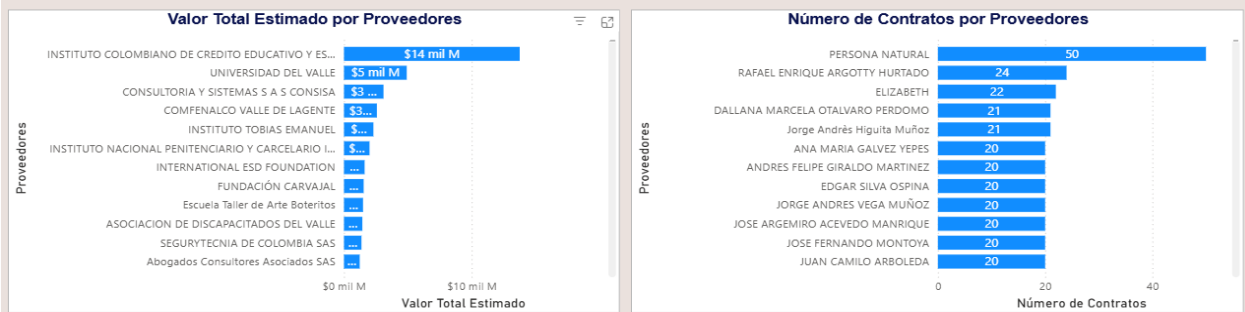 Valor Total Estimado por Proveedores
Proveedores
INSTITUTO COLOMBIANO DE CREDITO EDUCATIVO Y ES... $14 mil M
UNIVERSIDAD DEL VALLE $5 mil M
CONSULTORIA Y SISTEMAS S A S CONSISA $3 ...
COMFENALCO VALLE DE LAGENTE $3...
INSTITUTO TOBIAS EMANUEL $...
INSTITUTO NACIONAL PENITENCIARIO Y CARCELARIO I... $...
INTERNATIONAL ESD FOUNDATION ...
FUNDACIÓN CARVAJAL ...
Escuela Taller de Arte Boteritos ...
ASOCIACION DE DISCAPACITADOS DEL VALLE ...
SEGURYTECNIA DE COLOMBIA SAS ...
Abogados Consultores Asociados SAS ...
$0 mil M $10 mil M
Valor Total Estimado
Número de Contratos por Proveedores
Proveedores
PERSONA NATURAL 50
RAFAEL ENRIQUE ARGOTTY HURTADO 24
ELIZABETH 22
DALLANA MARCELA OTALVARO PERDOMO 21
Jorge Andrès Higuita Muñoz 21
ANA MARIA GALVEZ YEPES 20
ANDRES FELIPE GIRALDO MARTINEZ 20
EDGAR SILVA OSPINA 20
JORGE ANDRES VEGA MUÑOZ 20
JOSE ARGEMIRO ACEVEDO MANRIQUE 20
JOSE FERNANDO MONTOYA 20
JUAN CAMILO ARBOLEDA 20
0 20 40
Número de Contratos